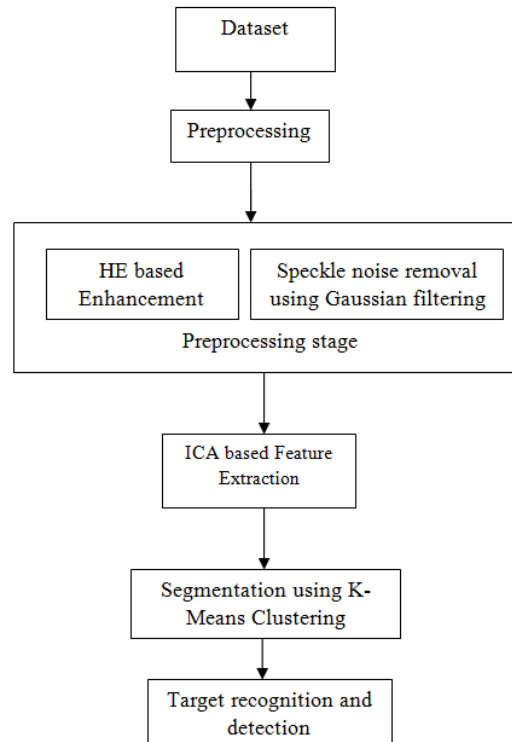 Dataset
Preprocessing
HE based
Enhancement
Speckle noise removal
using Gaussian filtering
Preprocessing stage
ICA based Feature
Extraction
Segmentation using K-
Means Clustering
Target recognition and
detection